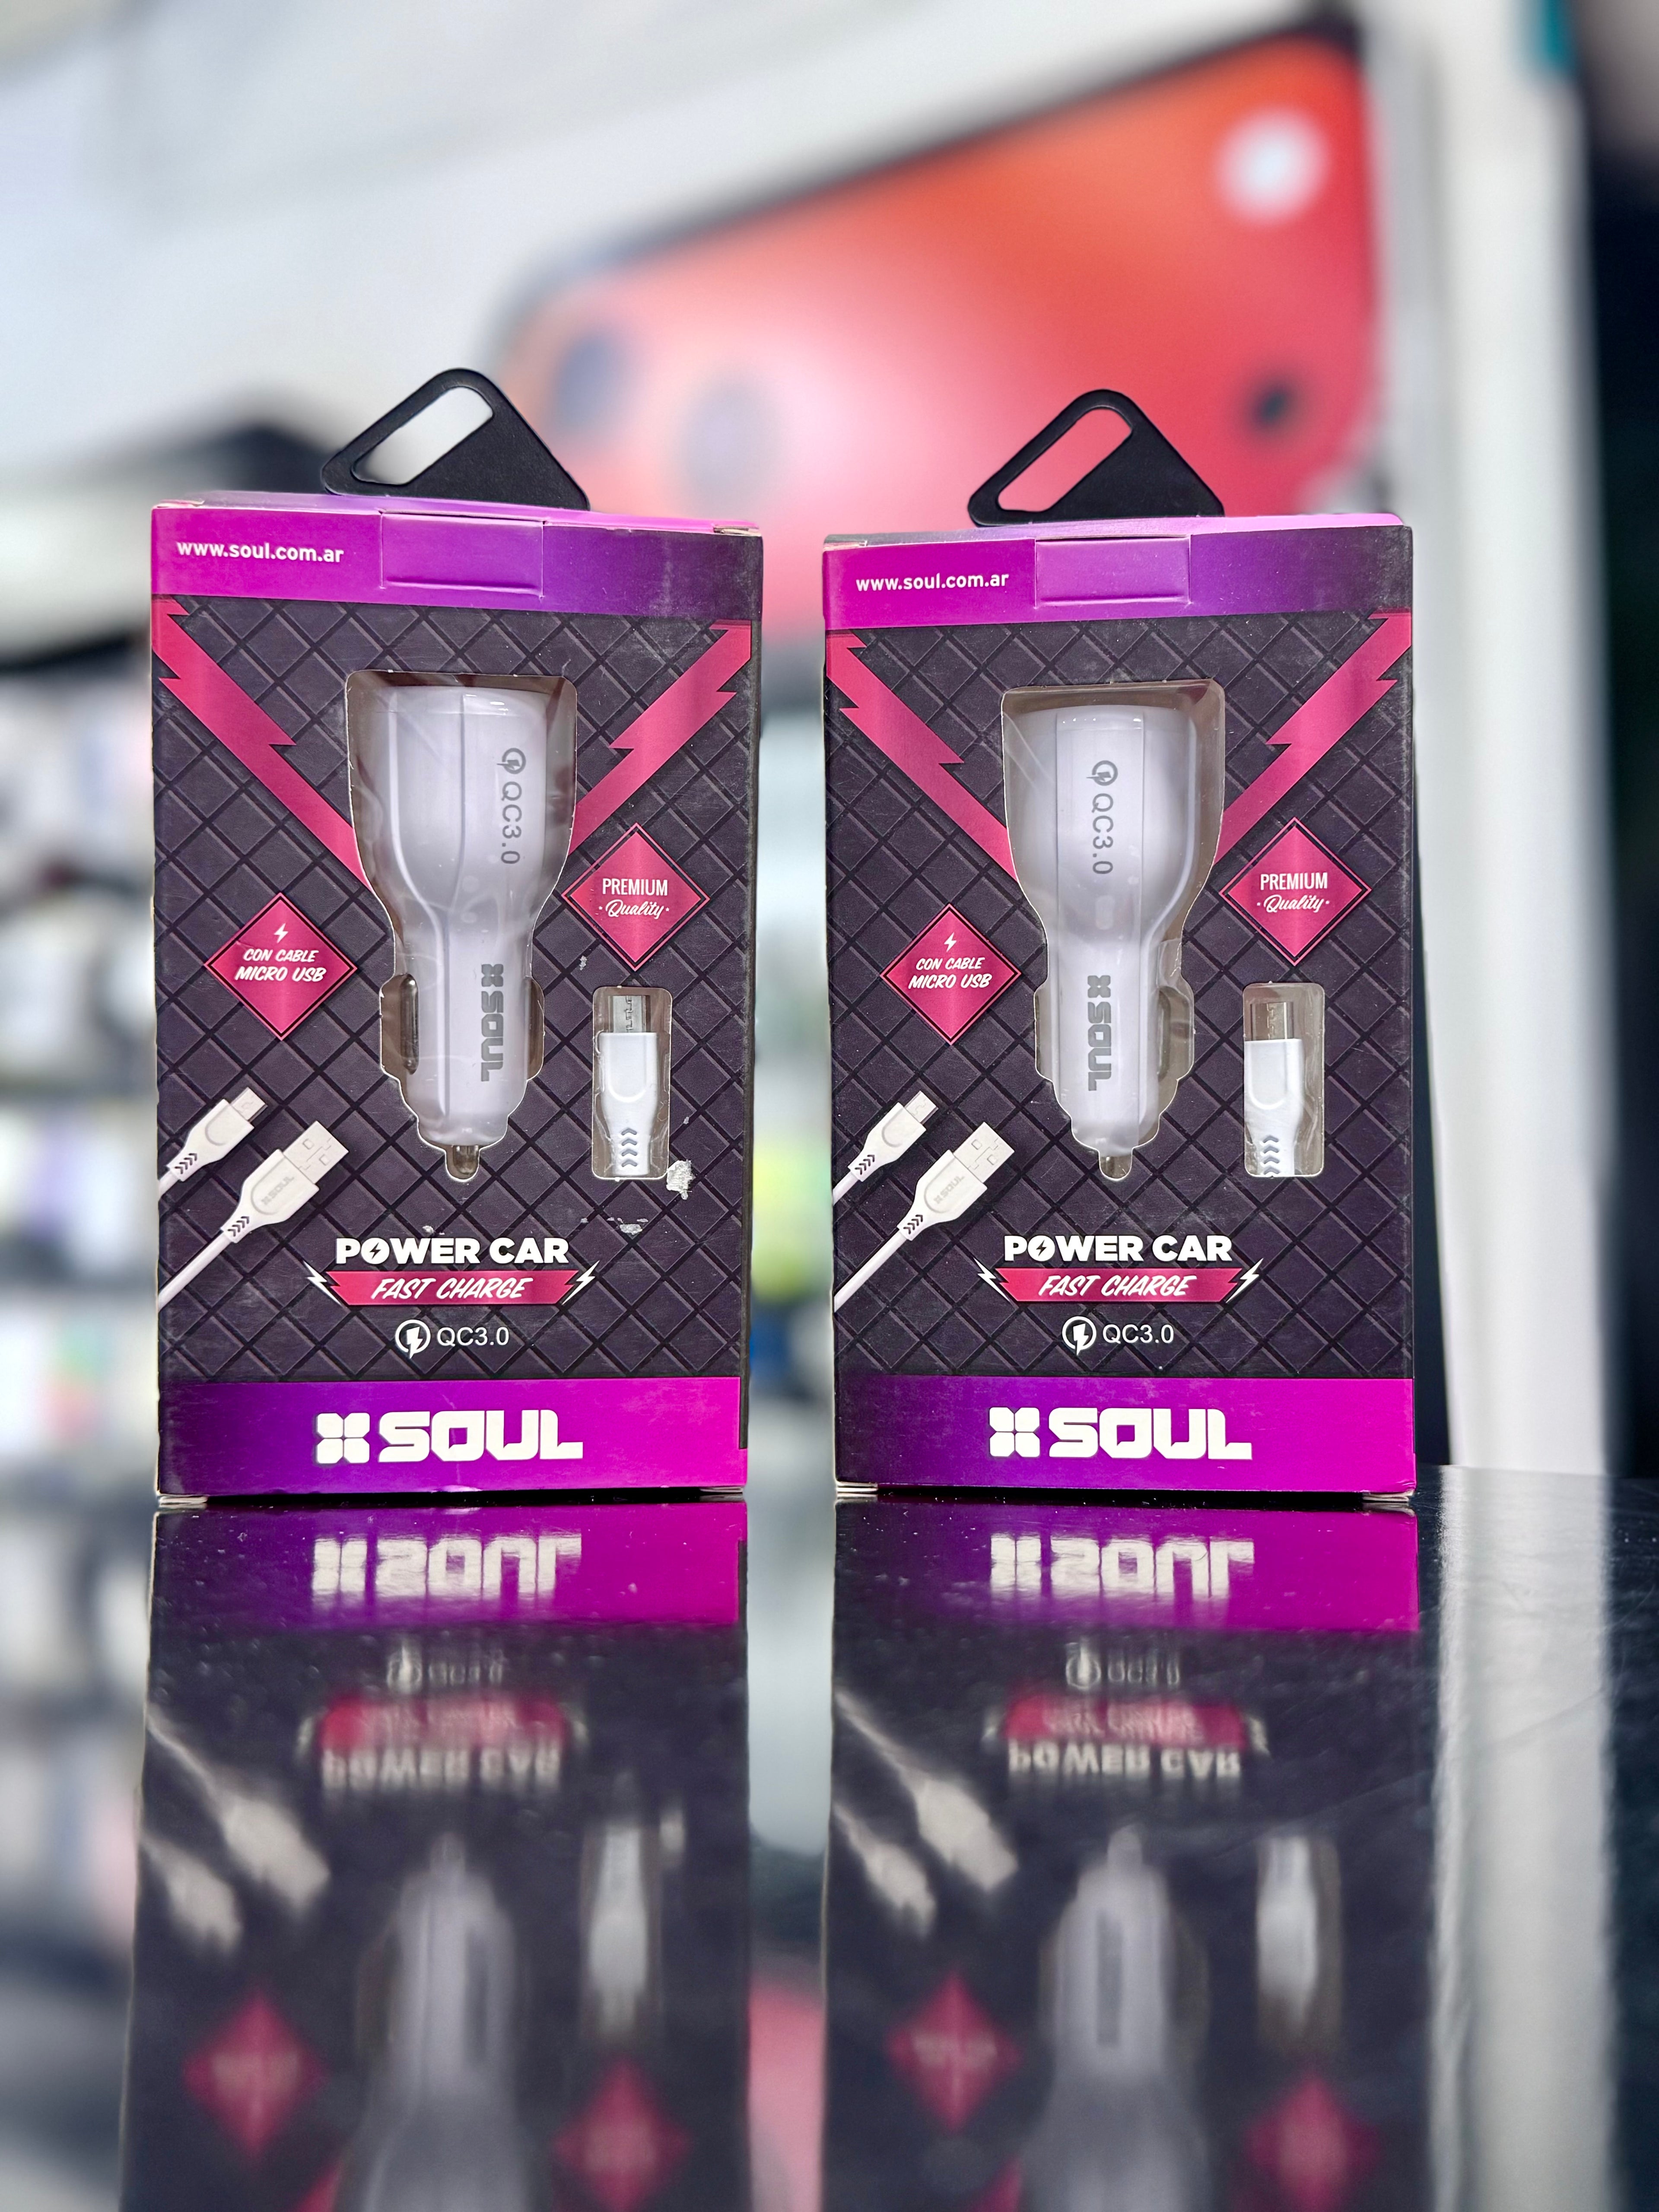 www.soul.com.ar
QC3.0
SOUL
PREMIUM
Quality
CON CABLE
MICRO USB
SOUL
POWER CAR
FAST CHARGE
QC3.0
SOUL
www.soul.com.ar
QC3.0
SOUL
PREMIUM
Quality
CON CABLE
MICRO USB
SOUL
POWER CAR
FAST CHARGE
QC3.0
SOUL